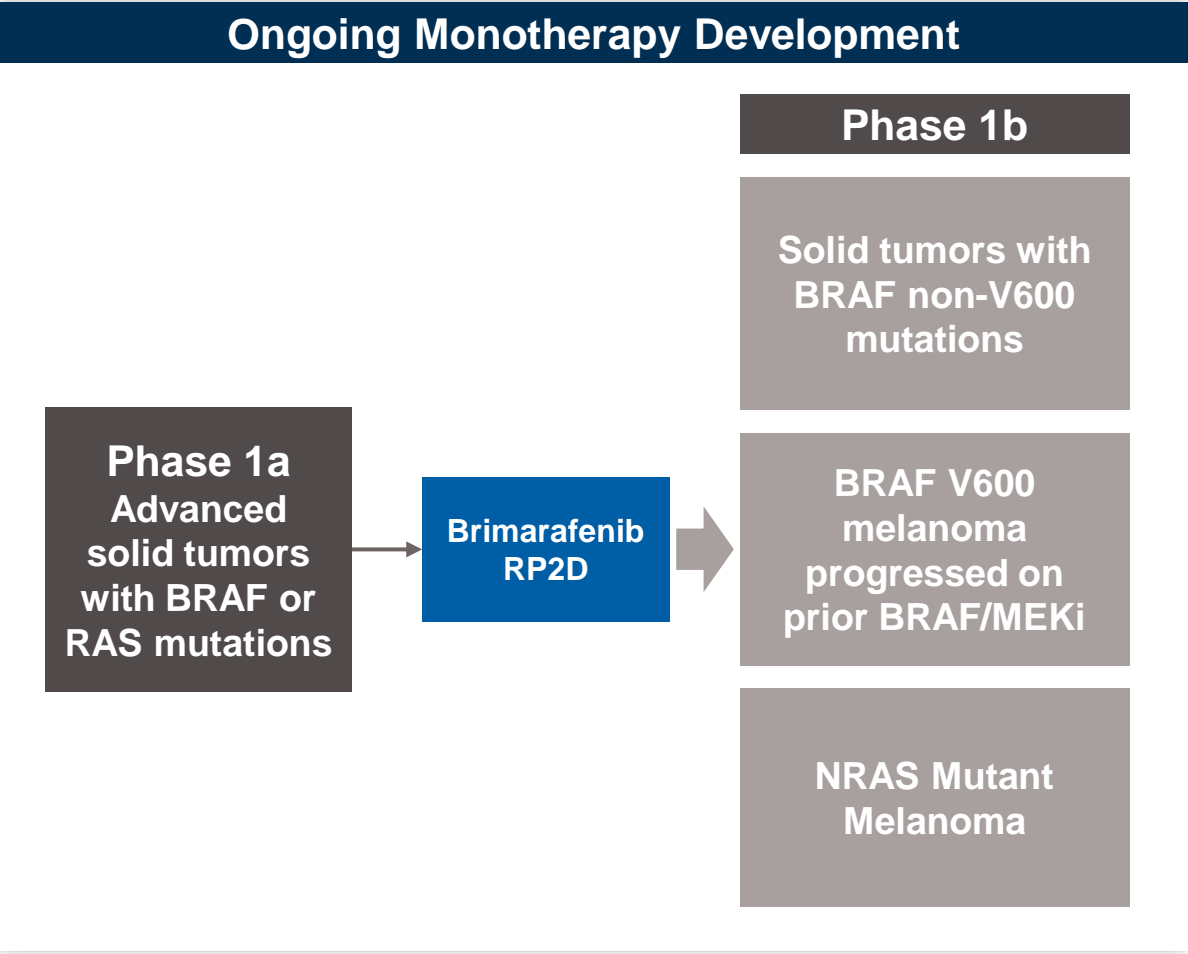 Ongoing Monotherapy Development
Phase 1b
Solid tumors with
BRAF non-V600
mutations
Phase 1a
Advanced
solid tumors
with BRAF or
RAS mutations
Brimarafenib
RP2D
BRAF V600
melanoma
progressed on
prior BRAF/MEKi
NRAS Mutant
Melanoma